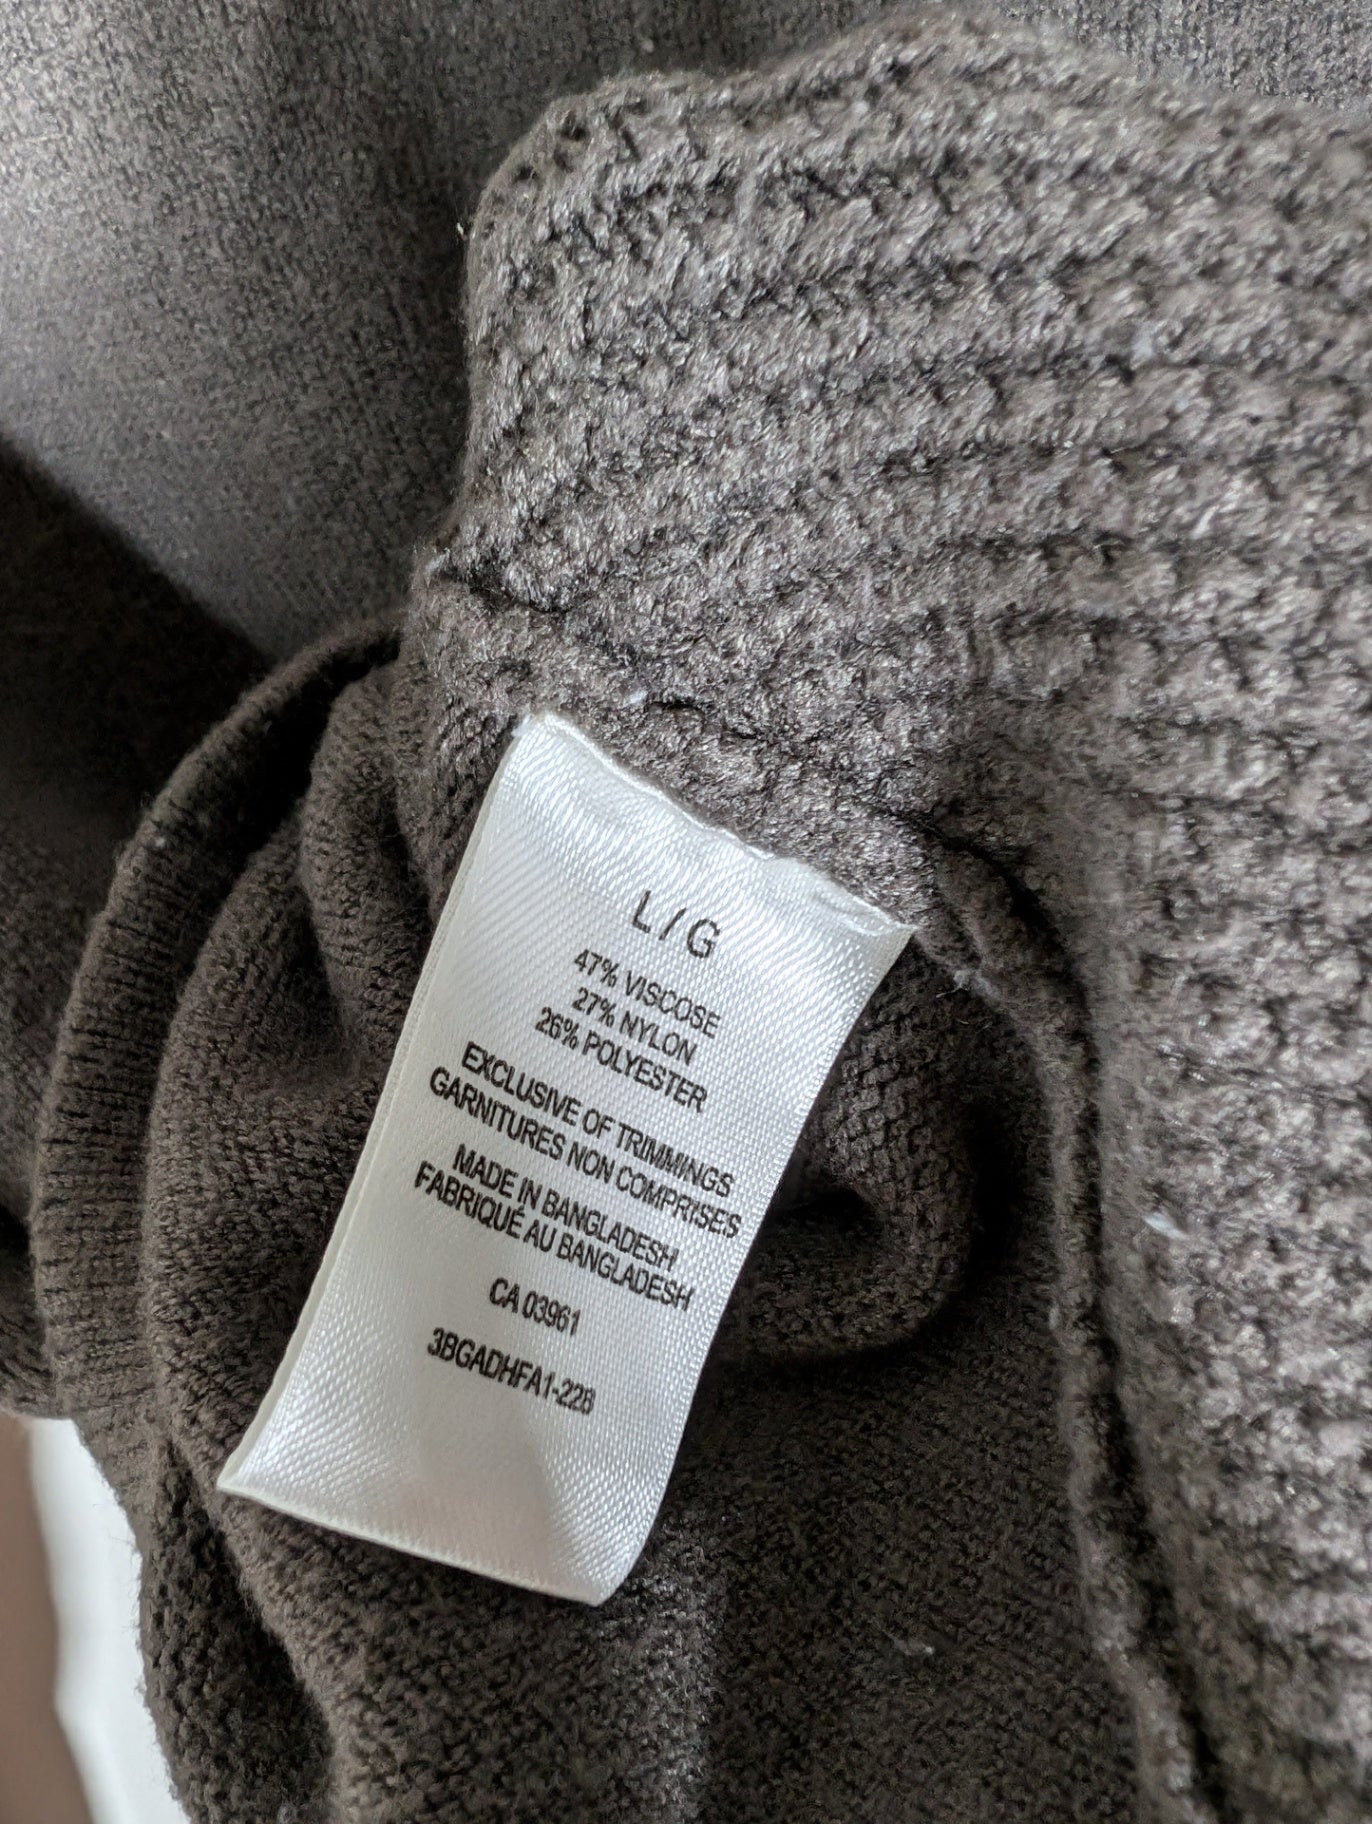 L / G
47% VISCOSE
27% NYLON
26% POLYESTER
EXCLUSIVE OF TRIMMINGS
GARNITURES NON COMPRISES
MADE IN BANGLADESH
FABRIQUÉ AU BANGLADESH
CA 03961
3BGADHFA1-228